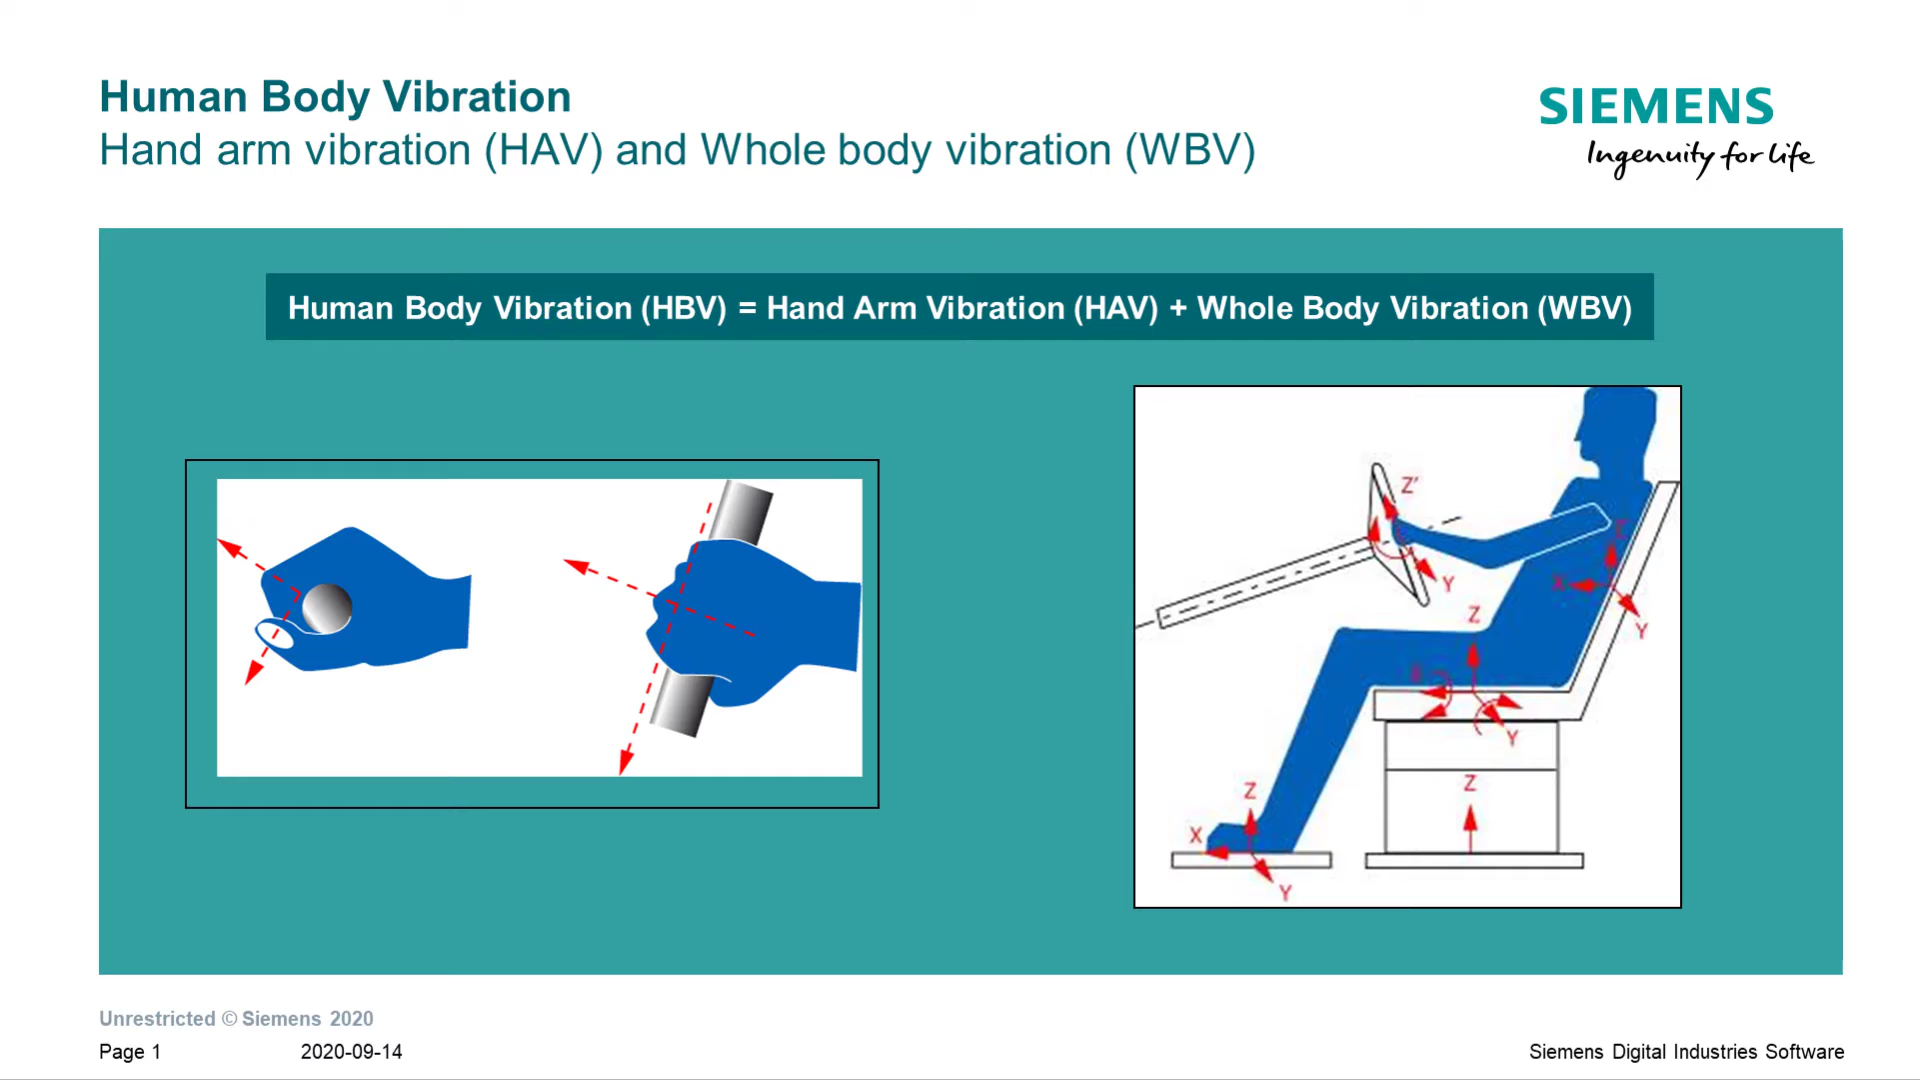 Human Body Vibration
Hand arm vibration (HAV) and Whole body vibration (WBV)
SIEMENS
Ingenuity for life
Human Body Vibration (HBV) = Hand Arm Vibration (HAV) + Whole Body Vibration (WBV)
Z'
Y
X
Y
Z
Y
Z
Z
X
Y
Unrestricted © Siemens 2020
Page 1
2020-09-14
Siemens Digital Industries Software